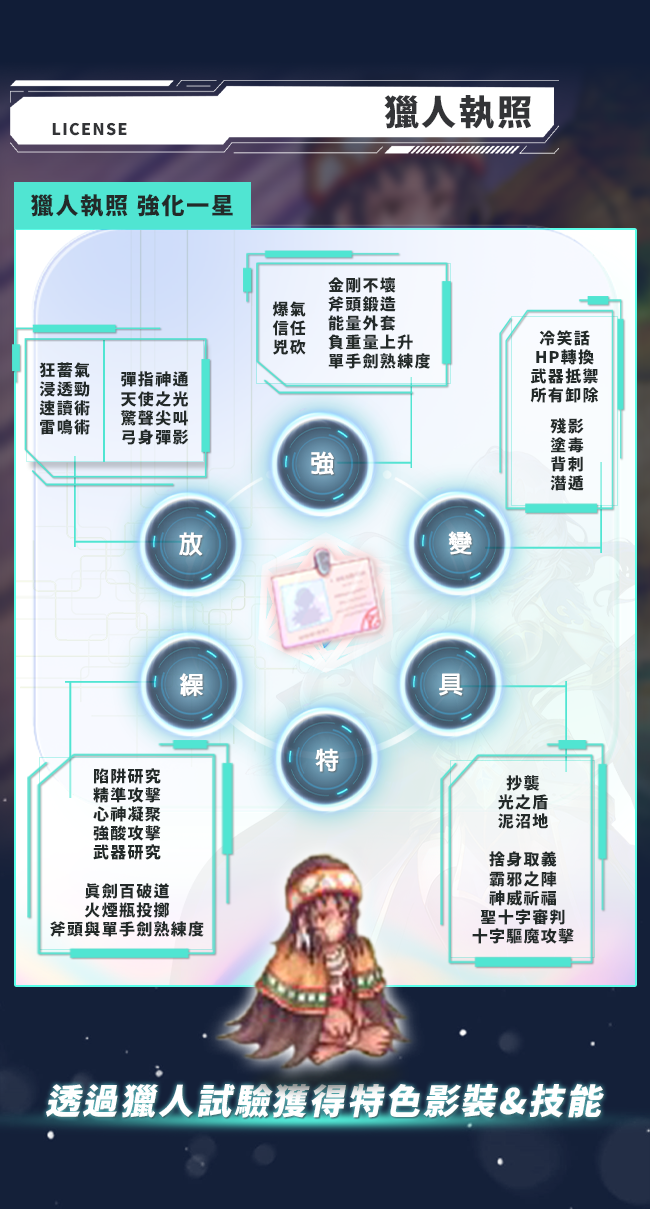 獵人執照
LICENSE
獵人執照 強化一星
爆氣
信任
兇砍
金剛不壞
斧頭鍛造
能量外套
負重量上升
單手劍熟練度
狂蓄氣
浸透勁
速讀術
雷鳴術
彈指神通
天使之光
驚聲尖叫
弓身彈影
冷笑話
HP轉換
武器抵禦
所有卸除
殘影
塗毒
背刺
潛遁
強
放
變
繰
具
特
陷阱研究
精準攻擊
心神凝聚
強酸攻擊
武器研究
真劍百破道
火煙瓶投擲
斧頭與單手劍熟練度
抄襲
光之盾
泥沼地
捨身取義
霸邪之陣
神威祈福
聖十字審判
十字驅魔攻擊
透過獵人試驗獲得特色影裝&技能